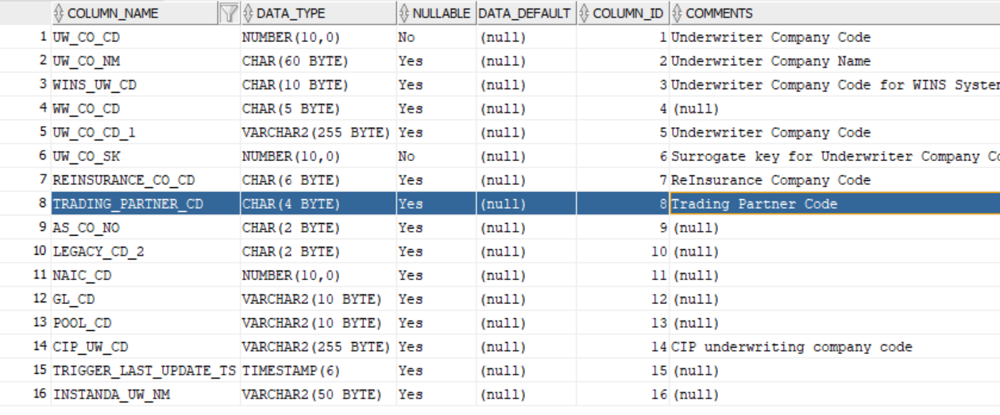 COLUMN_NAME DATA_TYPE NULLABLE DATA_DEFAULT COLUMN_ID COMMENTS
1 UW_CO_CD NUMBER(10,0) No (null) 1 Underwriter Company Code
2 UW_CO_NM CHAR(60 BYTE) Yes (null) 2 Underwriter Company Name
3 WINS_UW_CD CHAR(10 BYTE) Yes (null) 3 Underwriter Company Code for WINS System
4 WW_CO_CD CHAR(5 BYTE) Yes (null) 4 (null)
5 UW_CO_CD_1 VARCHAR2(255 BYTE) Yes (null) 5 Underwriter Company Code
6 UW_CO_SK NUMBER(10,0) No (null) 6 Surrogate key for Underwriter Company Co
7 REINSURANCE_CO_CD CHAR(6 BYTE) Yes (null) 7 ReInsurance Company Code
8 TRADING_PARTNER_CD CHAR(4 BYTE) Yes (null) 8 Trading Partner Code
9 AS_CO_NO CHAR(2 BYTE) Yes (null) 9 (null)
10 LEGACY_CD_2 CHAR(2 BYTE) Yes (null) 10 (null)
11 NAIC_CD NUMBER(10,0) Yes (null) 11 (null)
12 GL_CD VARCHAR2(10 BYTE) Yes (null) 12 (null)
13 POOL_CD VARCHAR2(10 BYTE) Yes (null) 13 (null)
14 CIP_UW_CD VARCHAR2(255 BYTE) Yes (null) 14 CIP underwriting company code
15 TRIGGER_LAST_UPDATE_TS TIMESTAMP(6) Yes (null) 15 (null)
16 INSTANDA_UW_NM VARCHAR2(50 BYTE) Yes (null) 16 (null)